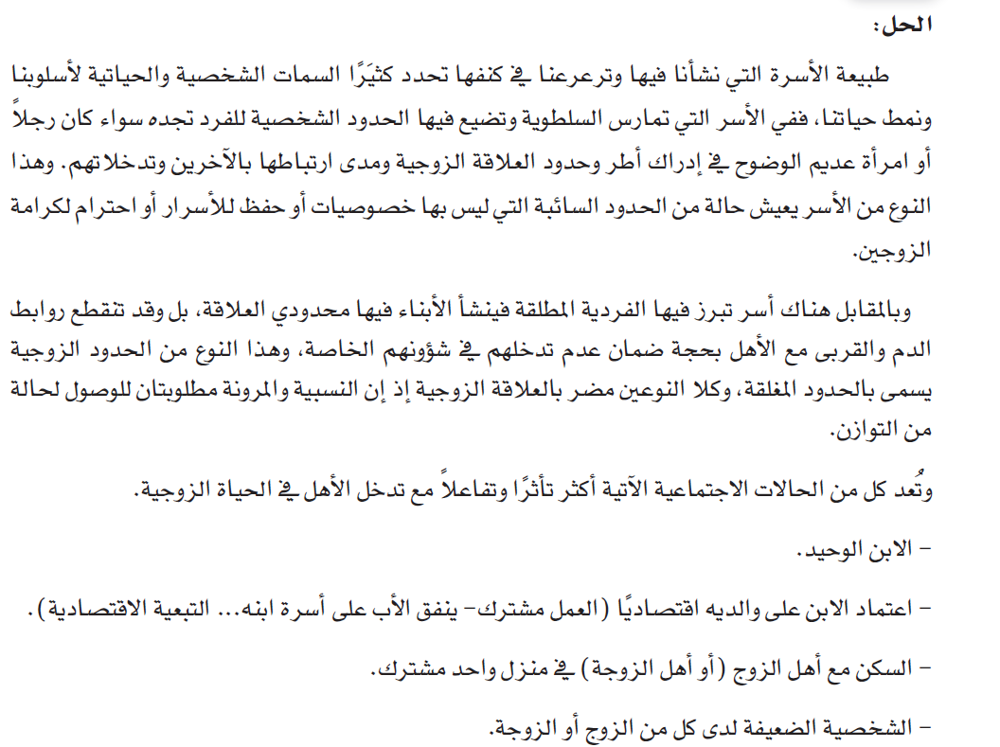 الحل:
طبيعة الأسرة التي نشأنا فيها وترعرعنا في كنفها تحدد كثيَرًا السمات الشخصية والحياتية لأسلوبنا
ونمط حياتنا، ففي الأسر التي تمارس السلطوية وتضيع فيها الحدود الشخصية للفرد تجده سواء كان رجلاً
أو امرأة عديم الوضوح في إدراك أطر وحدود العلاقة الزوجية ومدى ارتباطها بالآخرين وتدخلاتهم. وهذا
النوع من الأسر يعيش حالة من الحدود السائبة التي ليس بها خصوصيات أو حفظ للأسرار أو احترام لكرامة
الزوجين.
وبالمقابل هناك أسر تبرز فيها الفردية المطلقة فينشأ الأبناء فيها محدودي العلاقة، بل وقد تنقطع روابط
الدم والقربى مع الأهل بحجة ضمان عدم تدخلهم في شؤونهم الخاصة، وهذا النوع من الحدود الزوجية
يسمى بالحدود المغلقة، وكلا النوعين مضر بالعلاقة الزوجية إذ إن النسبية والمرونة مطلوبتان للوصول لحالة
من التوازن.
وتُعد كل من الحالات الاجتماعية الآتية أكثر تأثرًا وتفاعلاً مع تدخل الأهل في الحياة الزوجية.
– الابن الوحيد.
– اعتماد الابن على والديه اقتصاديًا (العمل مشترك– ينفق الأب على أسرة ابنه... التبعية الاقتصادية).
– السكن مع أهل الزوج (أو أهل الزوجة) في منزل واحد مشترك.
– الشخصية الضعيفة لدى كل من الزوج أو الزوجة.